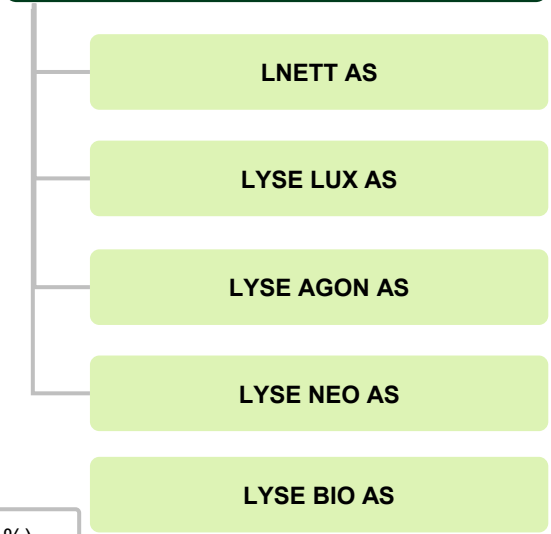 LNETT AS
LYSE LUX AS
LYSE AGON AS
LYSE NEO AS
LYSE BIO AS
%)